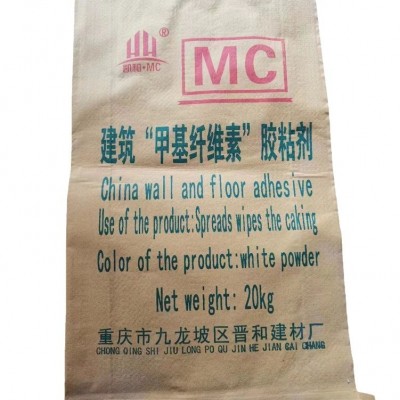 ®
MC
晋和·MC
建筑“甲基纤维素”胶粘剂
China wall and floor adhesive
Use of the product:Spreads wipes the caking
Color of the product:white powder
Net weight: 20kg
重庆市九龙坡区晋和建材厂
CHONG QING SHI JIU LONG PO QU JIN HE JIAN CAI CHANG